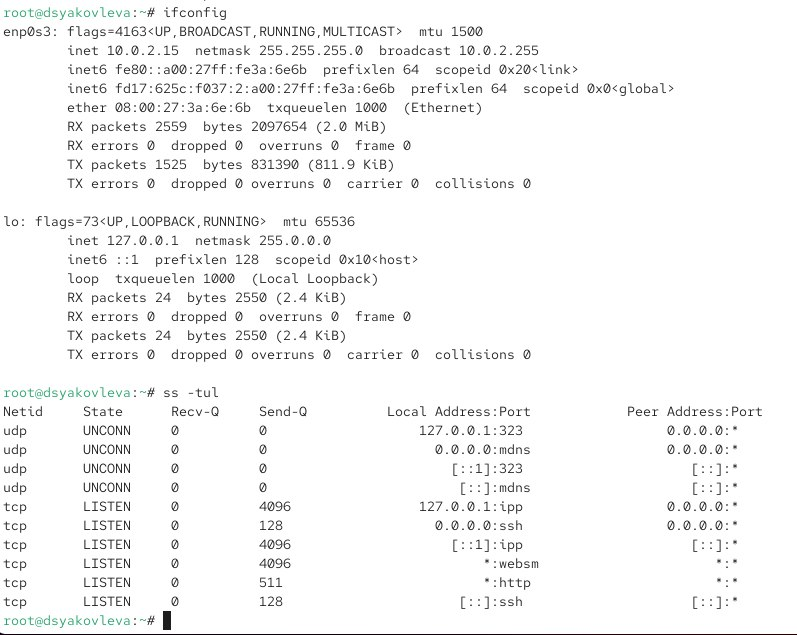 root@dsyakovleva:~# ifconfig
enp0s3: flags=4163<UP,BROADCAST,RUNNING,MULTICAST>  mtu 1500
        inet 10.0.2.15  netmask 255.255.255.0  broadcast 10.0.2.255
        inet6 fe80::a00:27ff:fe3a:6e6b  prefixlen 64  scopeid 0x20<link>
        inet6 fd17:625c:f037:2:a00:27ff:fe3a:6e6b  prefixlen 64  scopeid 0x0<global>
        ether 08:00:27:3a:6e:6b  txqueuelen 1000  (Ethernet)
        RX packets 2559  bytes 2097654 (2.0 MiB)
        RX errors 0  dropped 0  overruns 0  frame 0
        TX packets 1525  bytes 831390 (811.9 KiB)
        TX errors 0  dropped 0 overruns 0  carrier 0  collisions 0

lo: flags=73<UP,LOOPBACK,RUNNING>  mtu 65536
        inet 127.0.0.1  netmask 255.0.0.0
        inet6 ::1  prefixlen 128  scopeid 0x10<host>
        loop  txqueuelen 1000  (Local Loopback)
        RX packets 24  bytes 2550 (2.4 KiB)
        RX errors 0  dropped 0  overruns 0  frame 0
        TX packets 24  bytes 2550 (2.4 KiB)
        TX errors 0  dropped 0 overruns 0  carrier 0  collisions 0

root@dsyakovleva:~# ss -tul
Netid     State      Recv-Q     Send-Q          Local Address:Port            Peer Address:Port
udp       UNCONN     0          0                   127.0.0.1:323                  0.0.0.0:*
udp       UNCONN     0          0                     0.0.0.0:mdns                 0.0.0.0:*
udp       UNCONN     0          0                       [::1]:323                     [::]:*
udp       UNCONN     0          0                        [::]:mdns                    [::]:*
tcp       LISTEN     0          4096                127.0.0.1:ipp                  0.0.0.0:*
tcp       LISTEN     0          128                   0.0.0.0:ssh                  0.0.0.0:*
tcp       LISTEN     0          4096                    [::1]:ipp                     [::]:*
tcp       LISTEN     0          4096                        *:websm                      *:*
tcp       LISTEN     0          511                         *:http                       *:*
tcp       LISTEN     0          128                      [::]:ssh                     [::]:*
root@dsyakovleva:~#